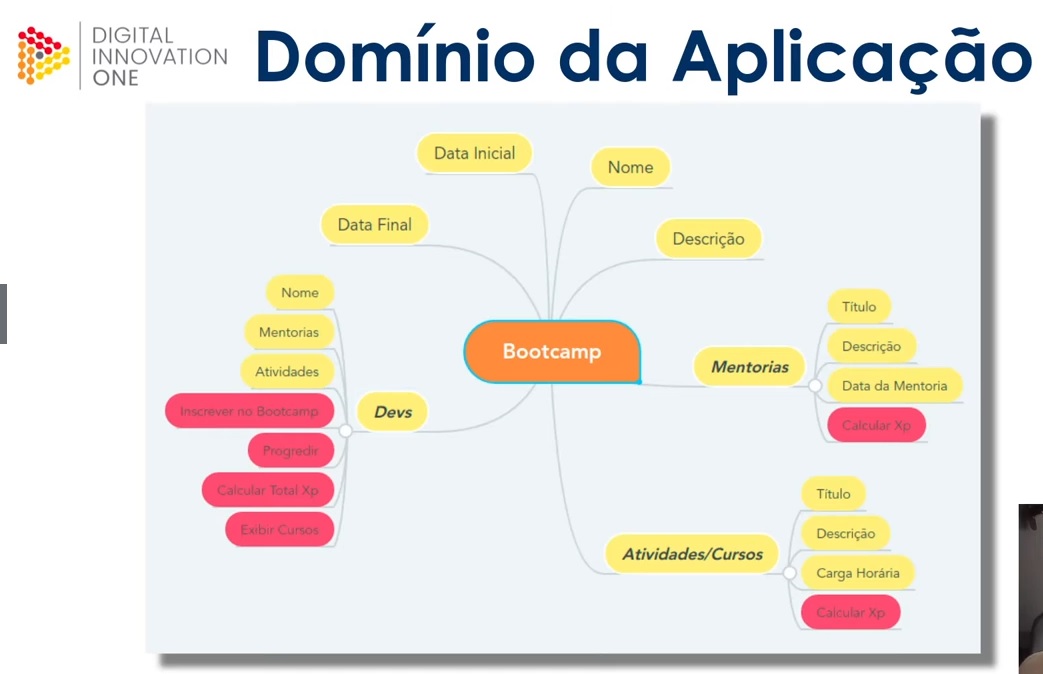 DIGITAL
INNOVATION
ONE
Domínio da Aplicação
Data Inicial
Nome
Data Final
Descrição
Bootcamp
Nome
Mentorias
Atividades
Inscrever no Bootcamp
Progredir
Calcular Total Xp
Exibir Cursos
Devs
Mentorias
Título
Descrição
Data da Mentoria
Calcular Xp
Atividades/Cursos
Título
Descrição
Carga Horária
Calcular Xp